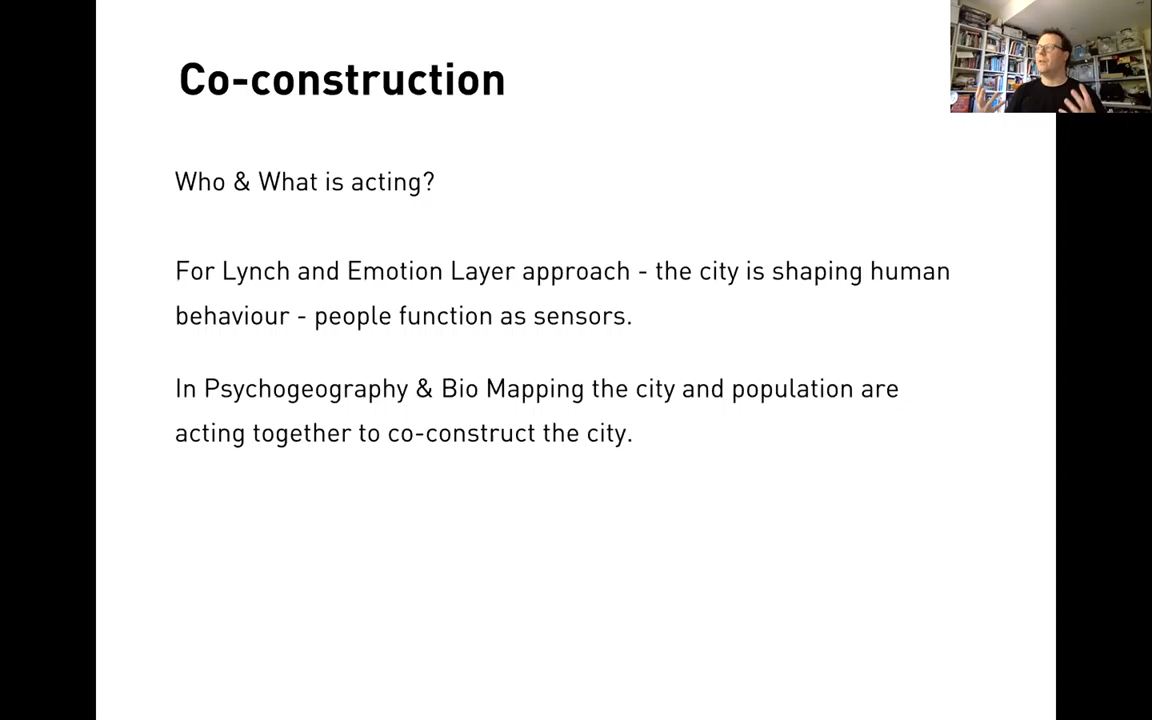 Co-construction
Who & What is acting?
For Lynch and Emotion Layer approach - the city is shaping human
behaviour - people function as sensors.
In Psychogeography & Bio Mapping the city and population are
acting together to co-construct the city.